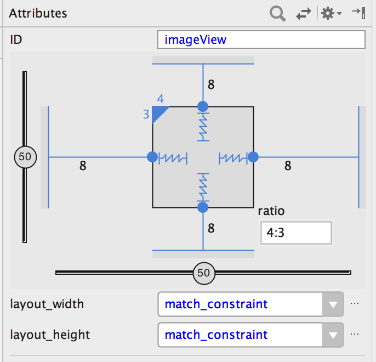 Attributes
ID imageView
8
4
3
50 8 8
8
ratio
4:3
50
layout_width match_constraint ...
layout_height match_constraint ...